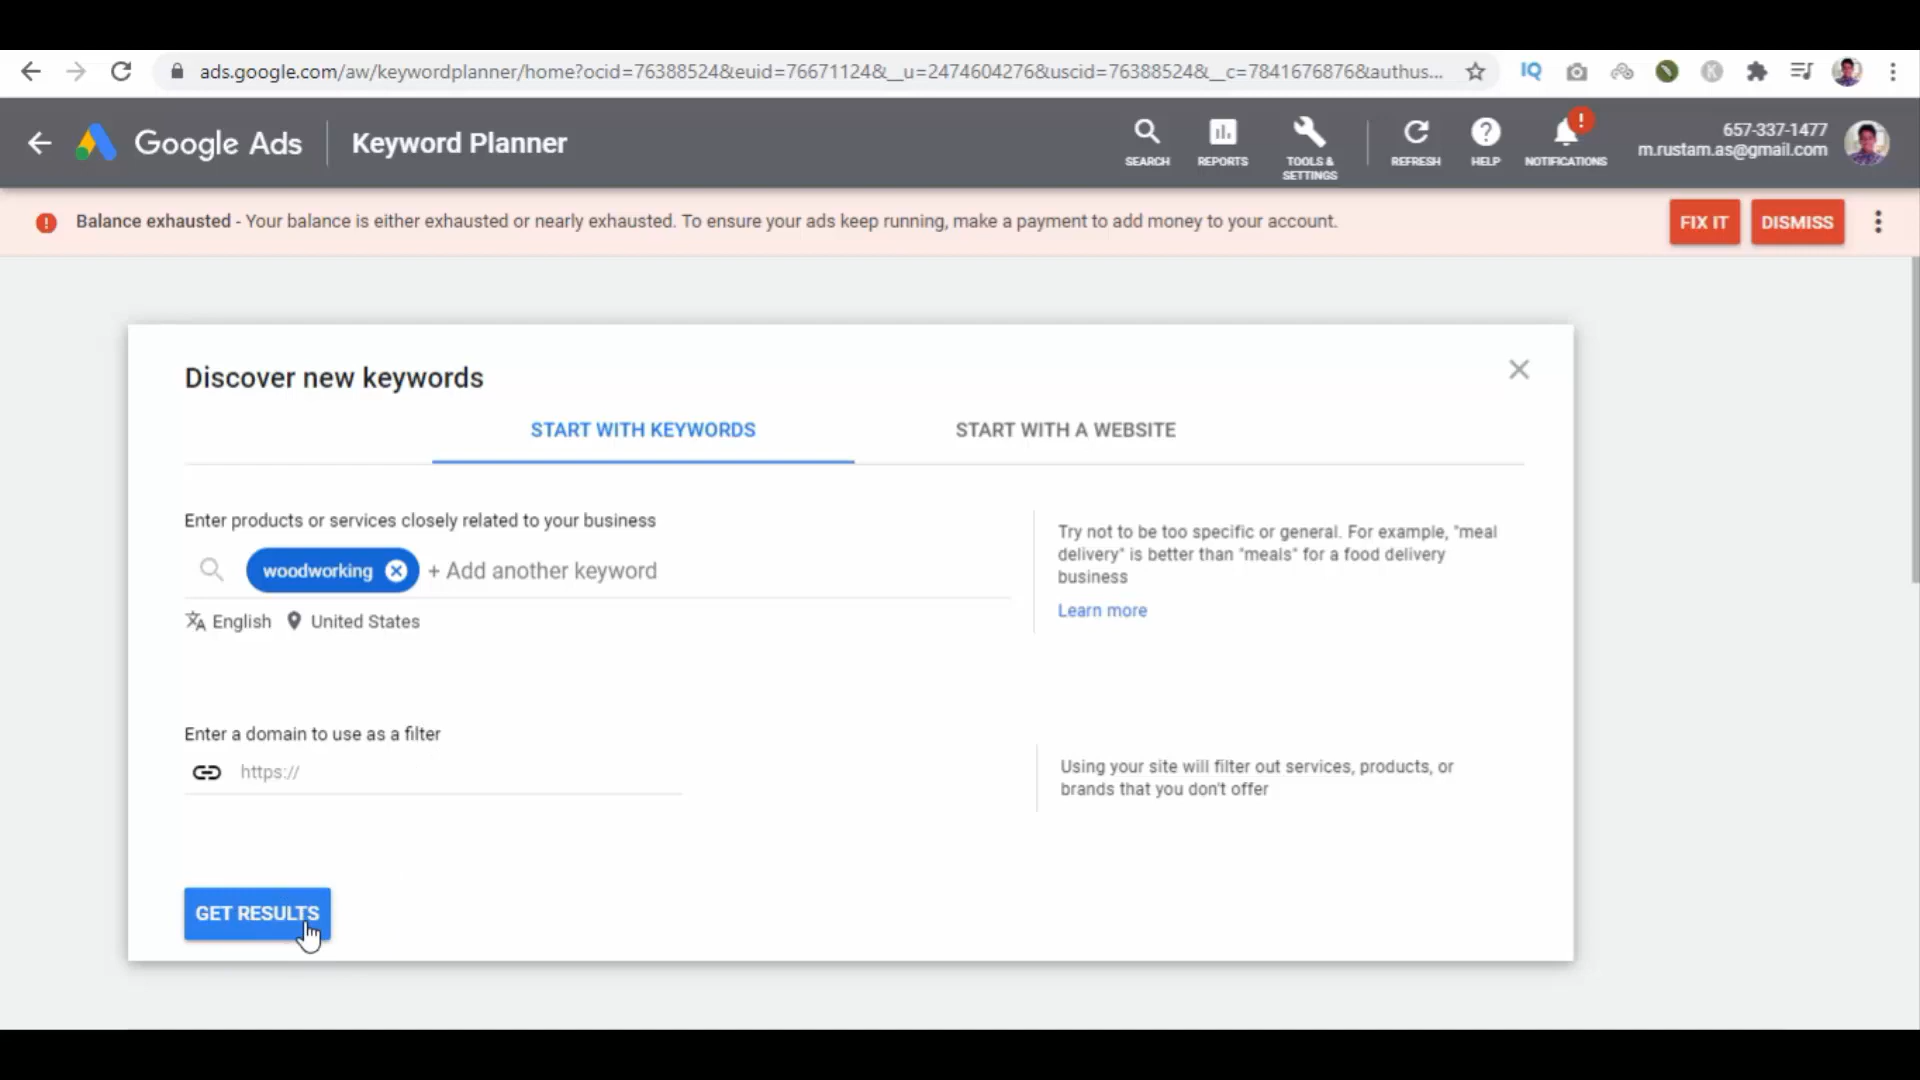 ads.google.com/aw/keywordplanner/home?ocid=76388524&euid=76671124&__u=2474604276&uscid=76388524&__c=7841676876&authus...
IQ
K
Google Ads
Keyword Planner
SEARCH
REPORTS
TOOLS &
SETTINGS
REFRESH
HELP
NOTIFICATIONS
657-337-1477
m.rustam.as@gmail.com
Balance exhausted - Your balance is either exhausted or nearly exhausted. To ensure your ads keep running, make a payment to add money to your account.
FIX IT
DISMISS
Discover new keywords
START WITH KEYWORDS
START WITH A WEBSITE
Enter products or services closely related to your business
woodworking
+ Add another keyword
English
United States
Try not to be too specific or general. For example, "meal
delivery" is better than "meals" for a food delivery
business
Learn more
Enter a domain to use as a filter
https://
Using your site will filter out services, products, or
brands that you don't offer
GET RESULTS